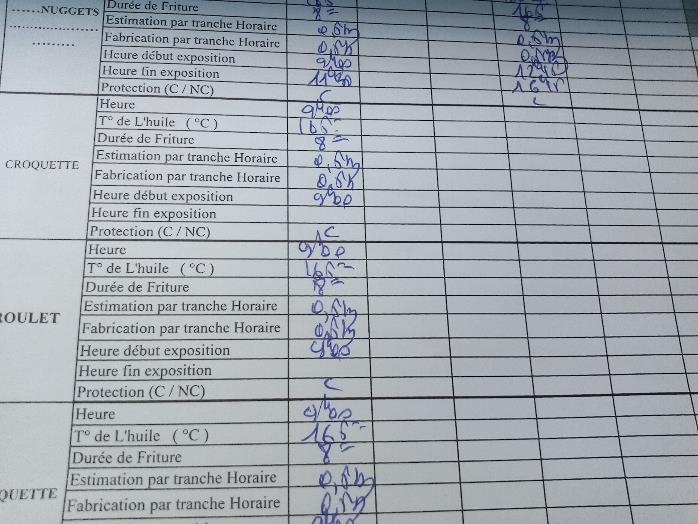 Durée de Friture 8= 165 8
......NUGGETS Estimation par tranche Horaire 0,5h
Fabrication par tranche Horaire 0,5h 0,5h
Heure début exposition 9h00 0,5h
Heure fin exposition 11h00
Protection (C / NC) C C
Heure 9h00
T° de L'huile ( °C ) 165=
Durée de Friture 8=
CROQUETTE Estimation par tranche Horaire 0,5h
Fabrication par tranche Horaire 0,5h
Heure début exposition 9h00
Heure fin exposition
Protection (C / NC) C
Heure 9h00
T° de L'huile ( °C ) 165=
Durée de Friture 8=
ROULET Estimation par tranche Horaire 0,5h
Fabrication par tranche Horaire 0,5h
Heure début exposition 9h00
Heure fin exposition
Protection (C / NC) C
Heure 9h00
T° de L'huile ( °C ) 165=
Durée de Friture 8=
Estimation par tranche Horaire 0,5h
QUETTE Fabrication par tranche Horaire 0,5h